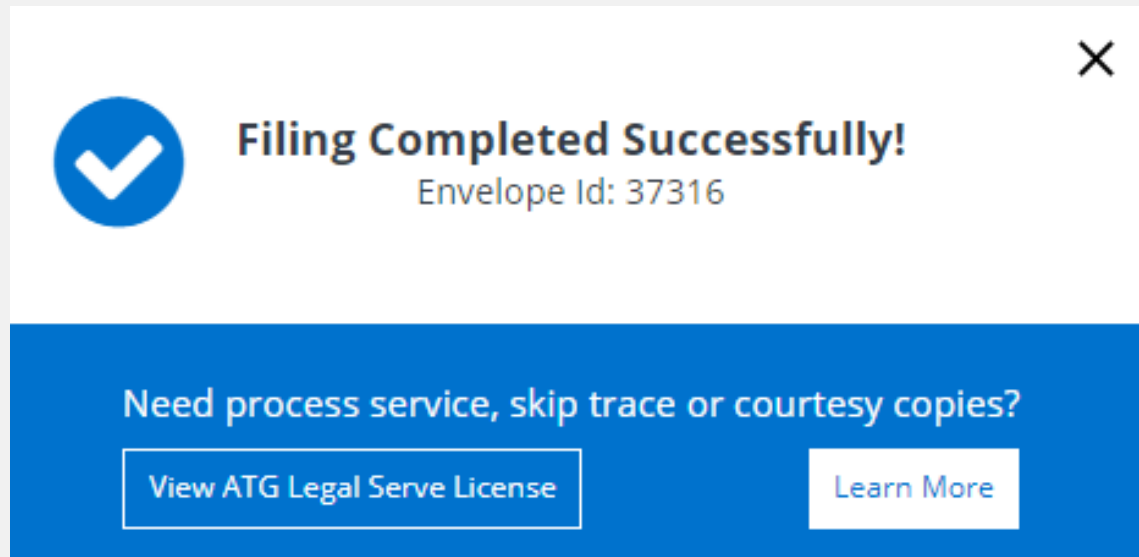 Filing Completed Successfully!
Envelope Id: 37316
Need process service, skip trace or courtesy copies?
View ATG Legal Serve License
Learn More